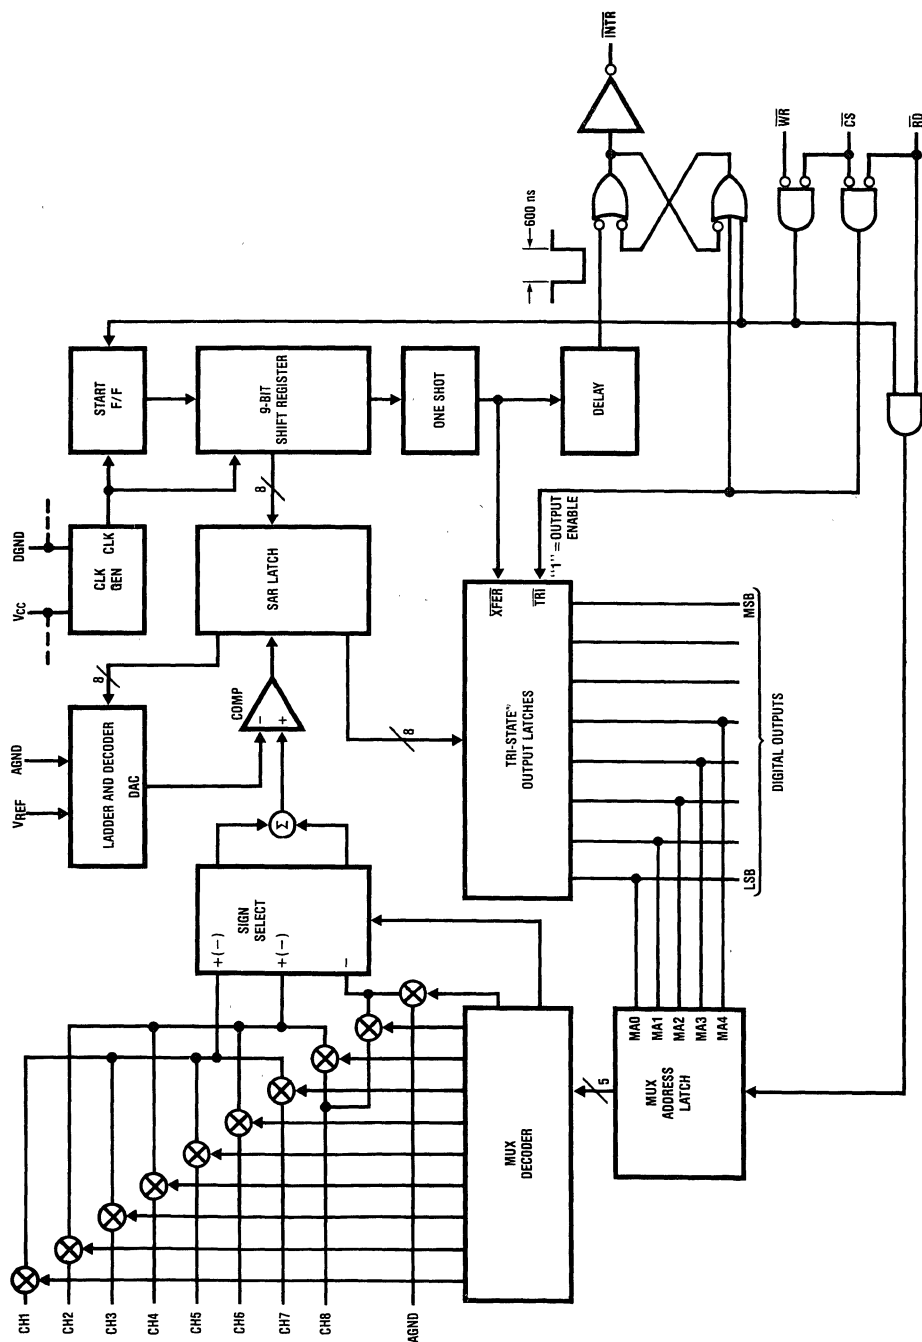 CH1
CH2
CH3
CH4
CH5
CH6
CH7
CH8
AGND
MUX
DECODER
5
MUX
ADDRESS
LATCH
MA0
MA1
MA2
MA3
MA4
+(−)
+(−)
−
SIGN
SELECT
Σ
VREF
AGND
LADDER AND DECODER
DAC
8
COMP
−
+
VCC
DGND
CLK
GEN
CLK
START
F/F
SAR LATCH
8
9-BIT
SHIFT REGISTER
ONE SHOT
DELAY
8
TRI-STATE®
OUTPUT LATCHES
XFER
TRI
"1" = OUTPUT
ENABLE
LSB
MSB
DIGITAL OUTPUTS
600 ns
INTR
WR
CS
RD